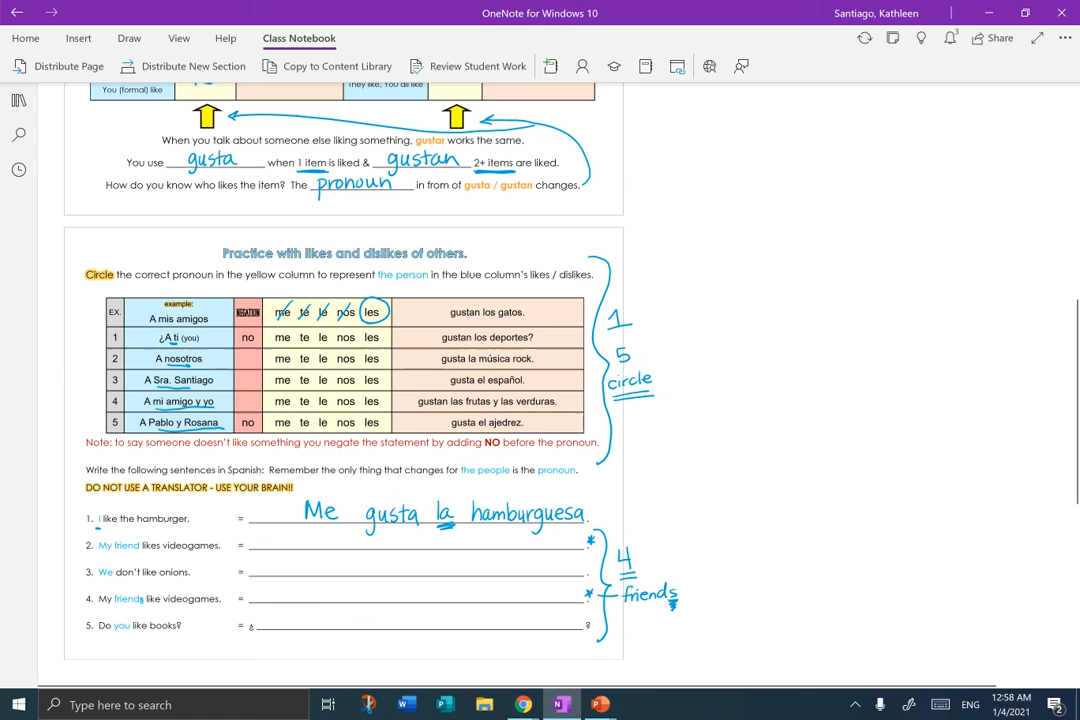 OneNote for Windows 10
Santiago, Kathleen
Home Insert Draw View Help Class Notebook
3 Share
Distribute Page Distribute New Section Copy to Content Library Review Student Work
You (formal) like They like, You all like
When you talk about someone else liking something, gustar works the same.
You use gusta when 1 item is liked & gustan 2+ items are liked.
How do you know who likes the item? The pronoun in from of gusta / gustan changes.
Practice with likes and dislikes of others.
Circle the correct pronoun in the yellow column to represent the person in the blue column's likes / dislikes.
EX. example: A mis amigos NEGATION me te le nos les gustan los gatos.
1 ¿A ti (you) no me te le nos les gustan los deportes?
2 A nosotros me te le nos les gusta la música rock.
3 A Sra. Santiago me te le nos les gusta el español.
4 A mi amigo y yo me te le nos les gustan las frutas y las verduras.
5 A Pablo y Rosana no me te le nos les gusta el ajedrez.
1
5
circle
Note: to say someone doesn't like something you negate the statement by adding NO before the pronoun.
Write the following sentences in Spanish: Remember the only thing that changes for the people is the pronoun.
DO NOT USE A TRANSLATOR - USE YOUR BRAIN!!
1. I like the hamburger. = Me gusta la hamburguesa.
2. My friend likes videogames. = . *
3. We don't like onions. = .
4. My friends like videogames. = . *
5. Do you like books? = ¿ ?
4
friends
Type here to search
ENG
12:58 AM
1/4/2021
2